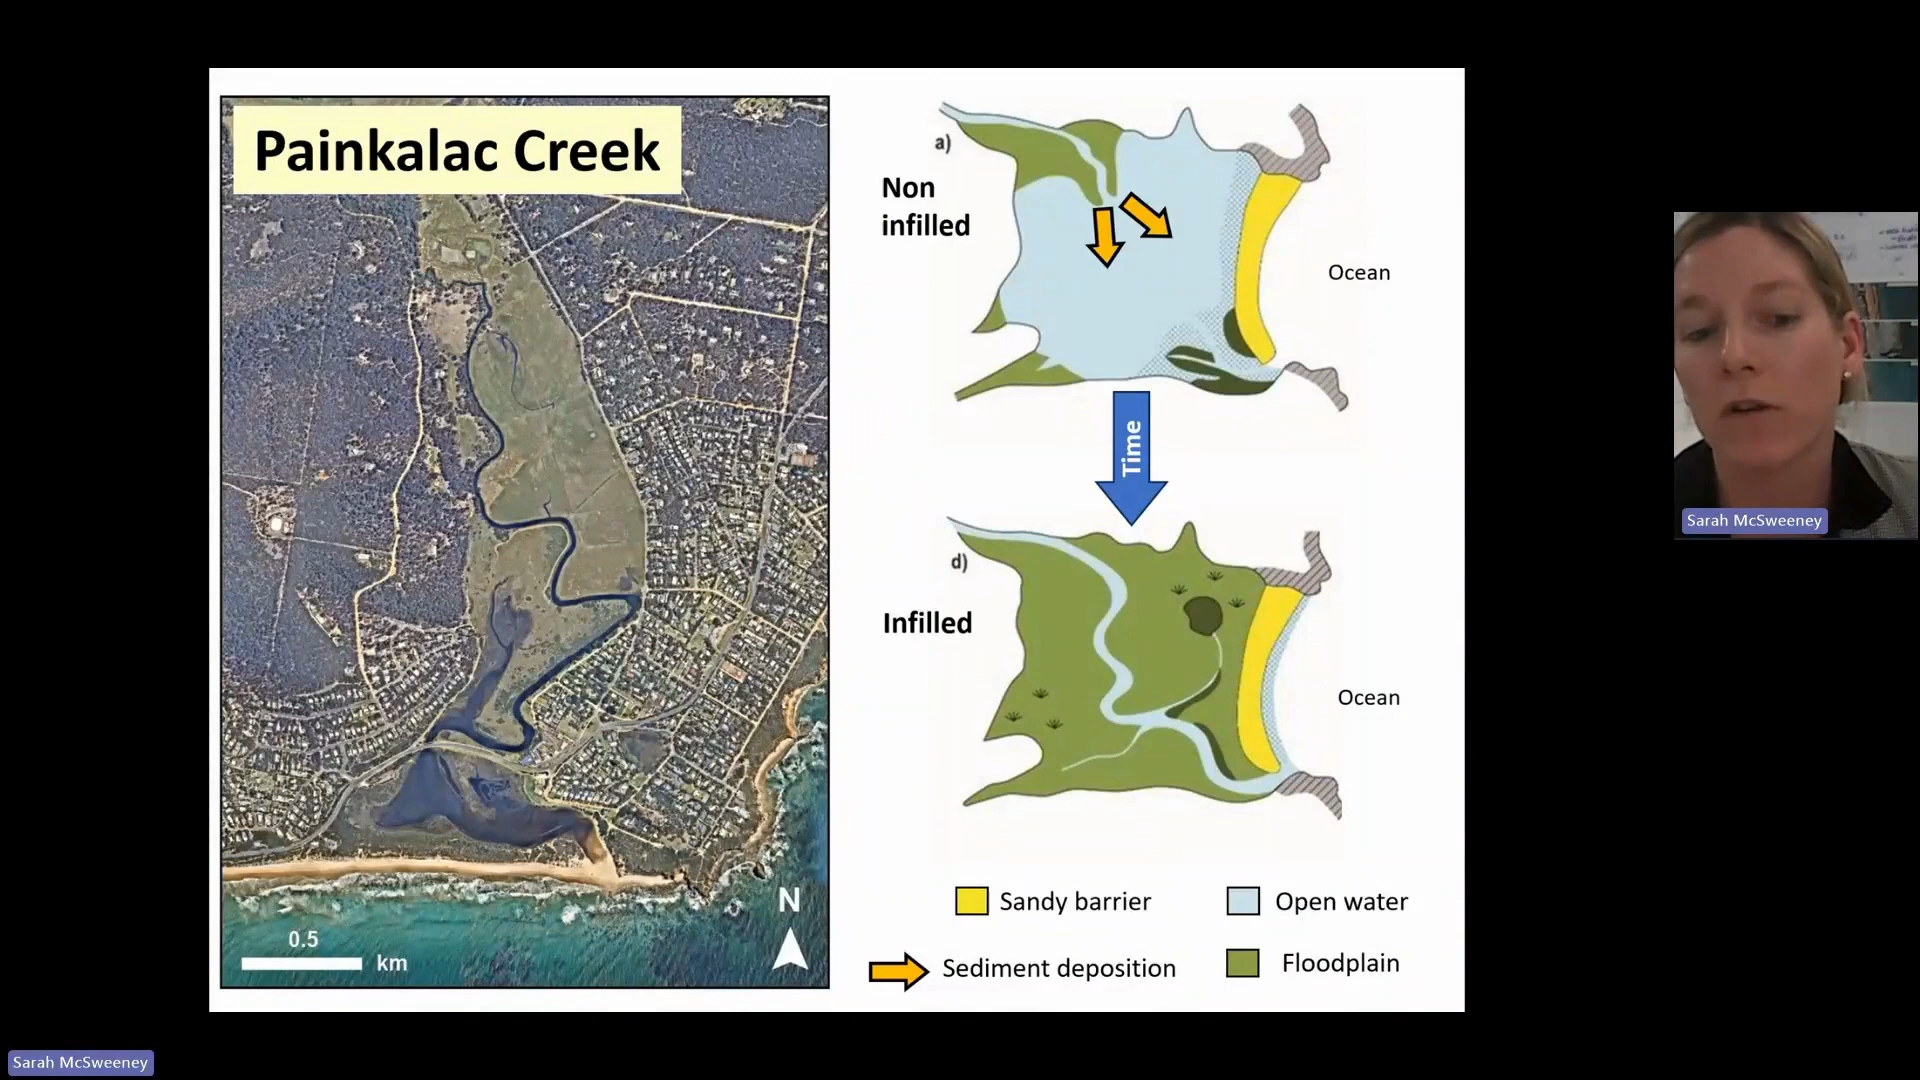 Painkalac Creek
N
0.5
km
a)
Non
infilled
Ocean
Time
d)
Infilled
Ocean
Sandy barrier
Open water
Sediment deposition
Floodplain
Sarah McSweeney
Sarah McSweeney